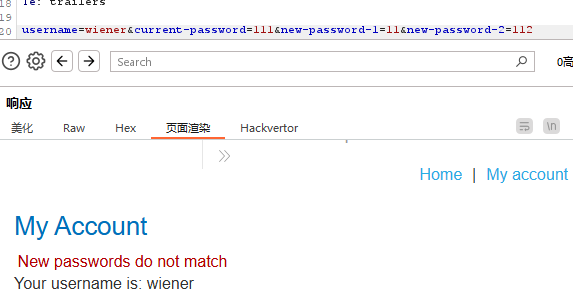 18
Te: trailers
19
20
username=wiener&current-password=111&new-password-1=11&new-password-2=112
Search
0高
响应
美化
Raw
Hex
页面渲染
Hackvertor
\n
Home | My account
My Account
New passwords do not match
Your username is: wiener